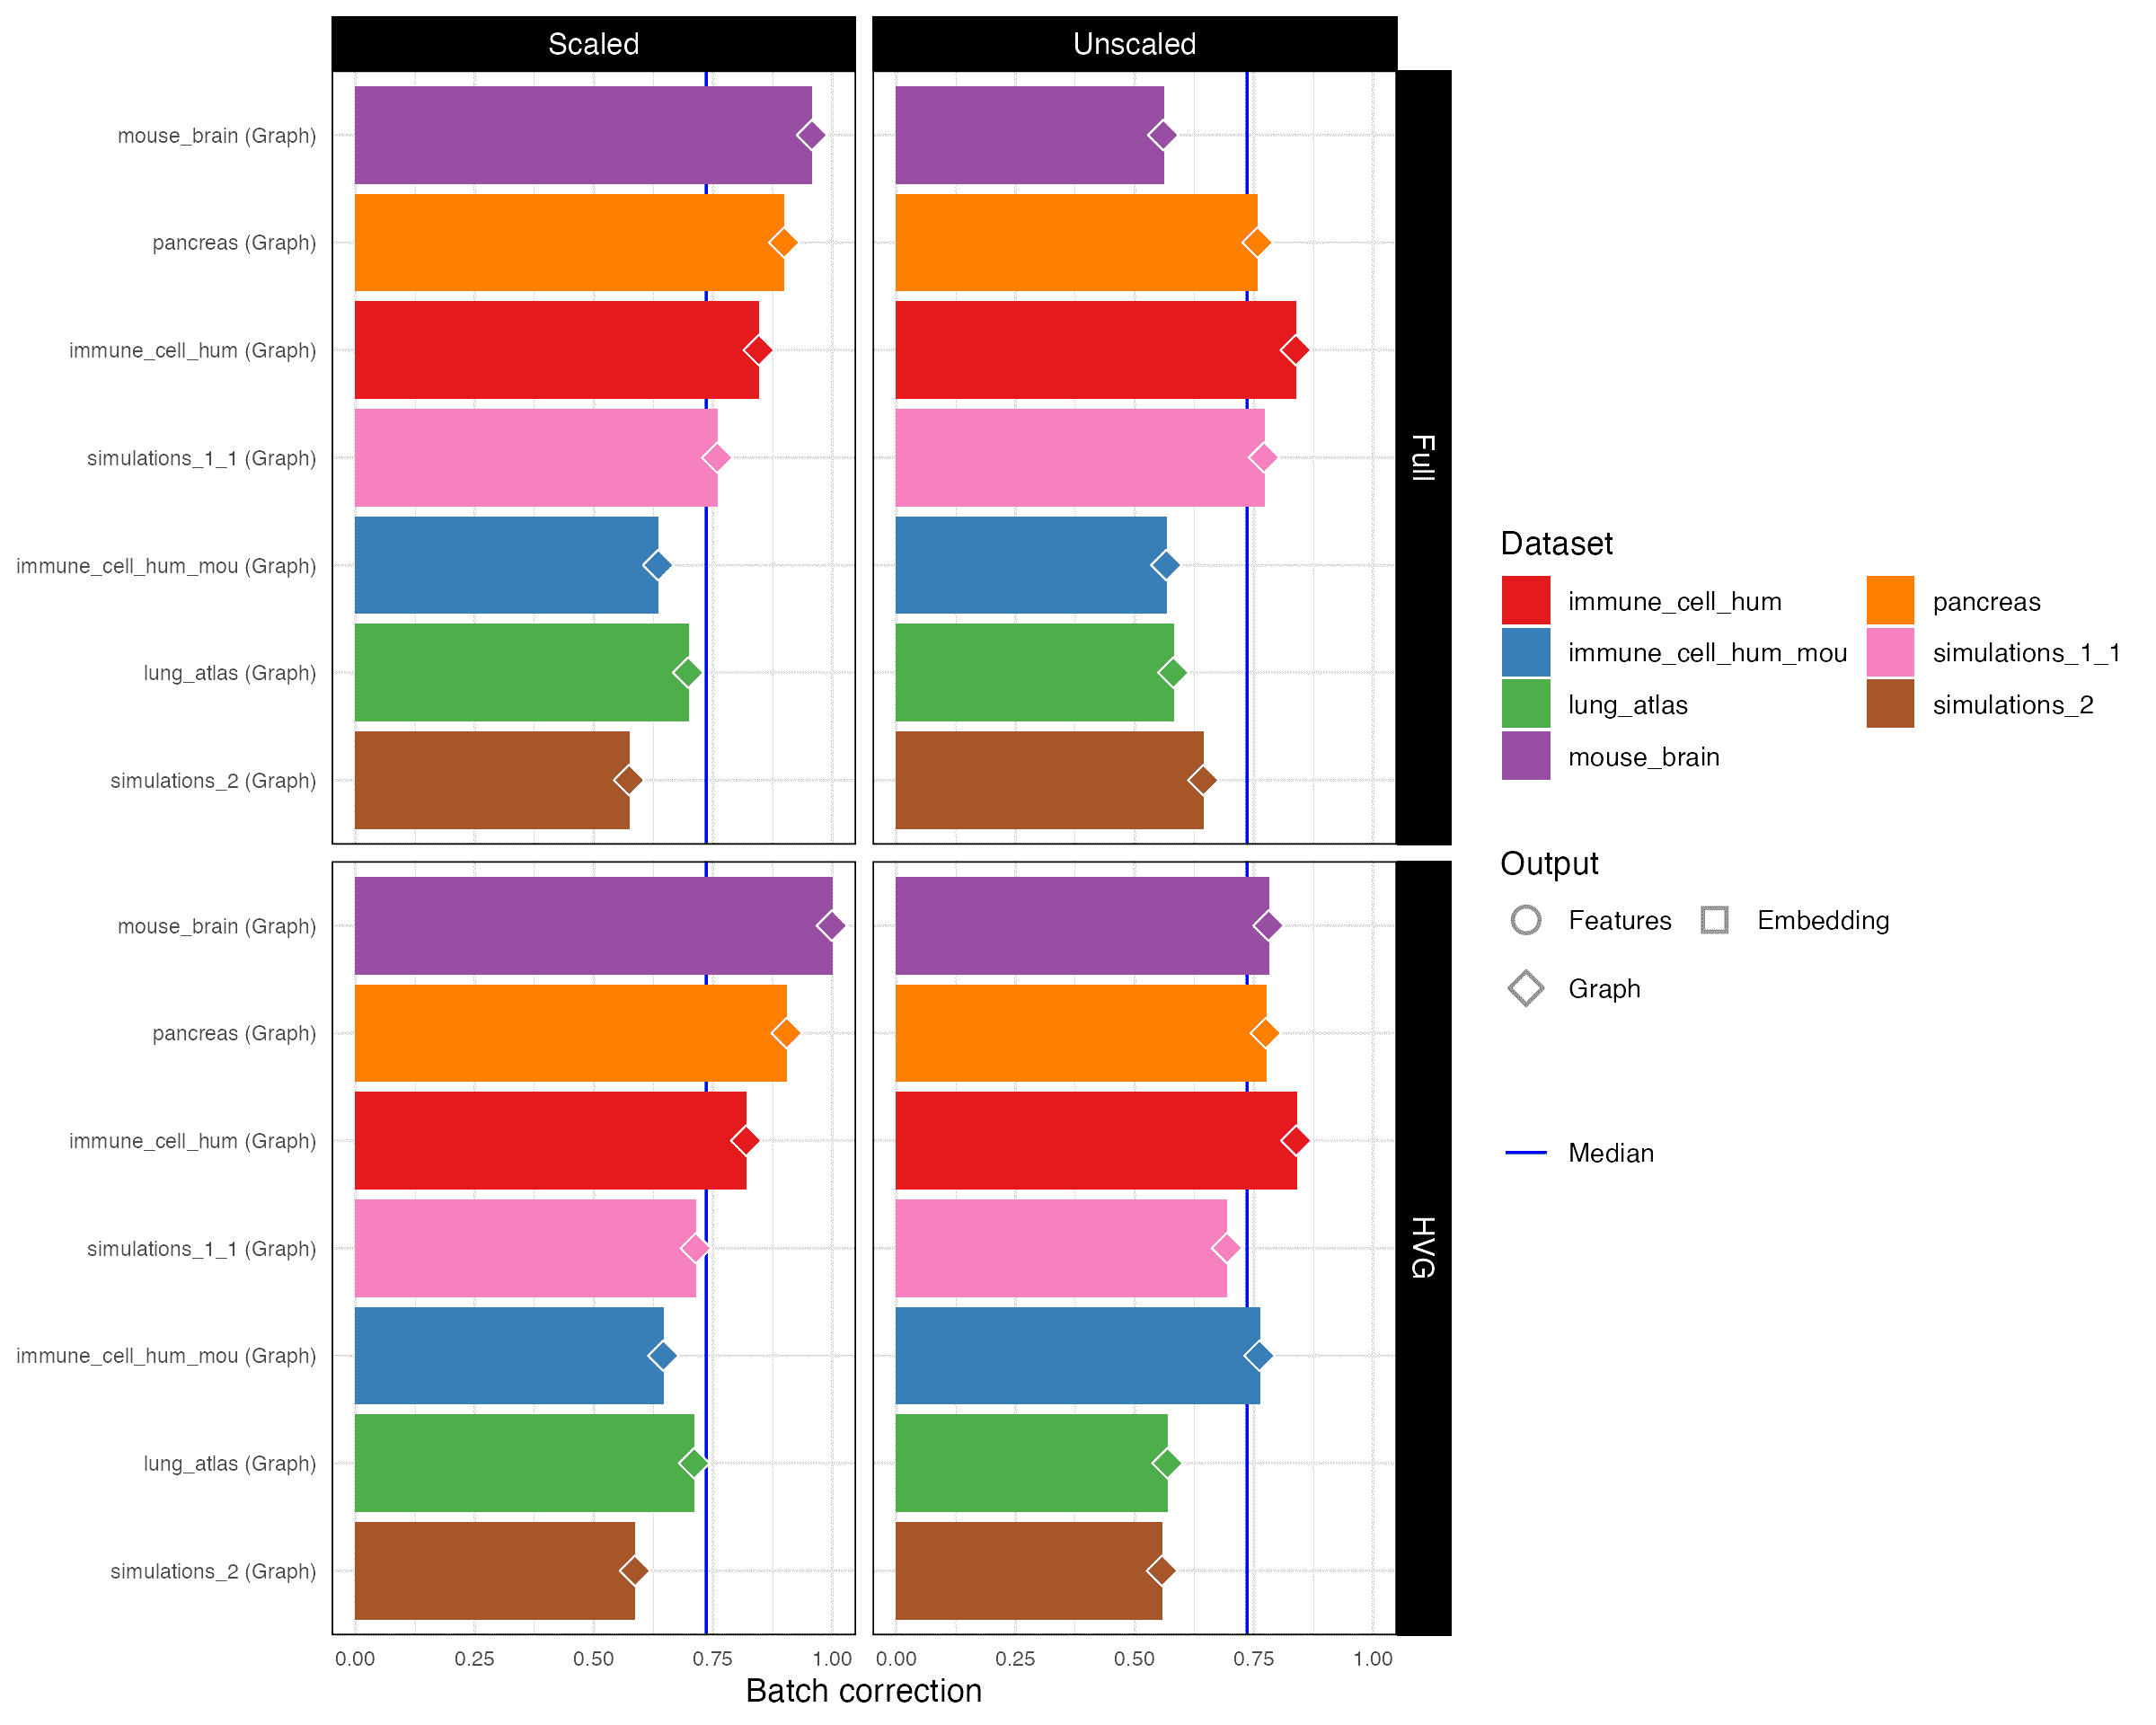 Scaled
Unscaled
mouse_brain (Graph)
pancreas (Graph)
immune_cell_hum (Graph)
simulations_1_1 (Graph)
immune_cell_hum_mou (Graph)
lung_atlas (Graph)
simulations_2 (Graph)
Full
mouse_brain (Graph)
pancreas (Graph)
immune_cell_hum (Graph)
simulations_1_1 (Graph)
immune_cell_hum_mou (Graph)
lung_atlas (Graph)
simulations_2 (Graph)
HVG
0.00 0.25 0.50 0.75 1.00 0.00 0.25 0.50 0.75 1.00
Batch correction
Dataset
immune_cell_hum
immune_cell_hum_mou
lung_atlas
mouse_brain
pancreas
simulations_1_1
simulations_2
Output
Features
Embedding
Graph
Median